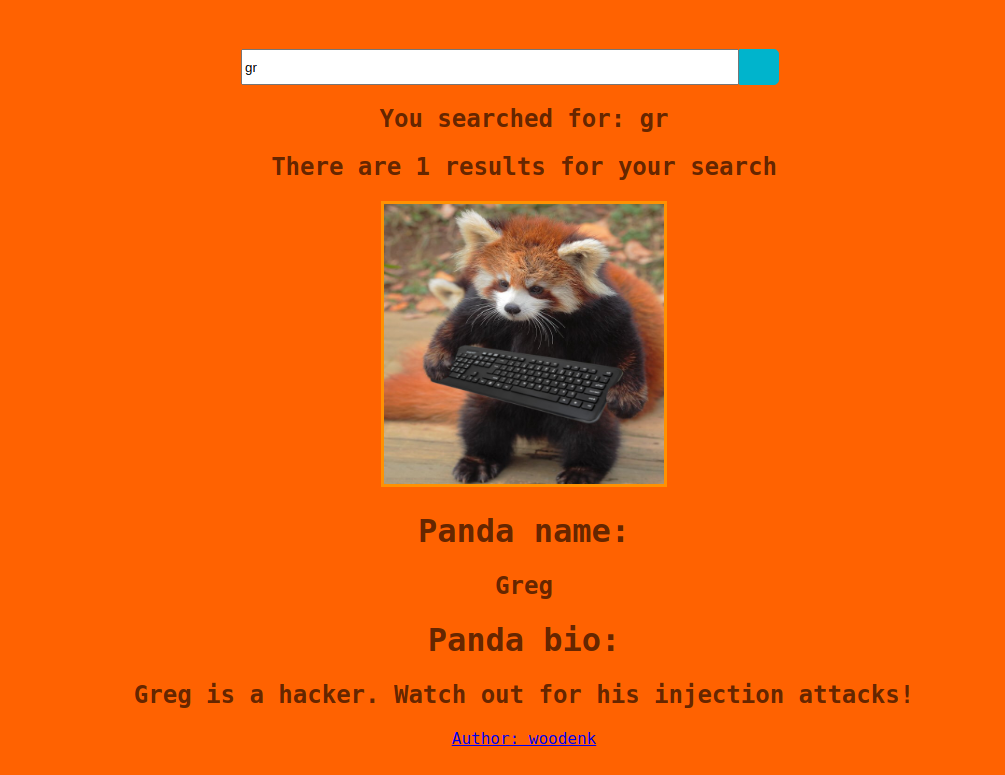 gr
You searched for: gr
There are 1 results for your search
Panda name:
Greg
Panda bio:
Greg is a hacker. Watch out for his injection attacks!
Author: woodenk